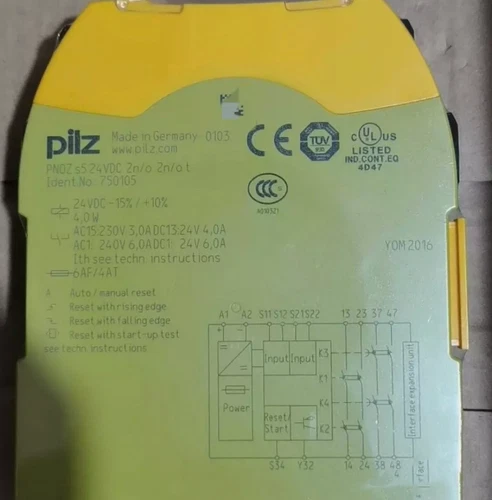 pilz
Made in Germany 0103
www.pilz.com
PNOZ s5 24VDC 2n/o 2n/o t
Ident.No. 750105
24VDC -15% / +10%
4,0W
AC15:230V 3,0A DC13:24V 4,0A
AC1: 240V 6,0A DC1: 24V 6,0A
Ith see techn. instructions
6AF/4AT
A Auto / manual reset
Reset with rising edge
Reset with falling edge
Reset with start-up test
see techn. instructions
CE
TÜV
C UL US
LISTED
IND.CONT.EQ
4D47
CCC
YOM 2016
A1 A2 S11 S12 S21 S22 13 23 37 47
+ -
Input Input
K3
K1
K4
K2
Power
Reset/
Start
Interface expansion unit
S34 Y32 14 24 38 48